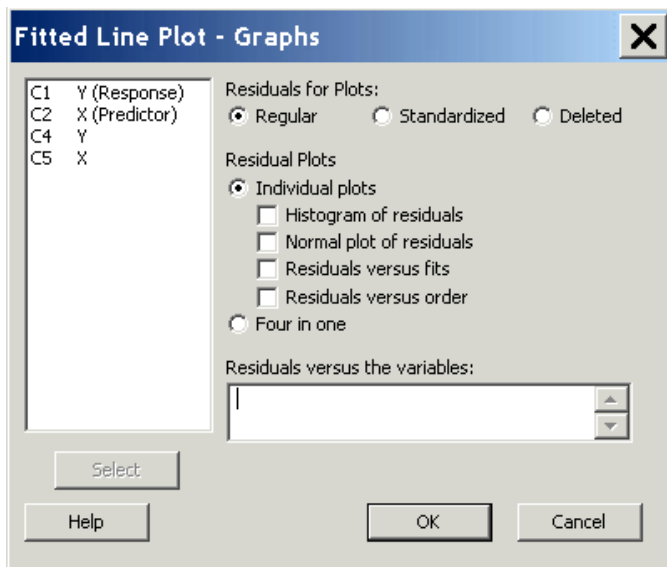 Fitted Line Plot - Graphs
C1 Y (Response)
C2 X (Predictor)
C4 Y
C5 X
Residuals for Plots:
Regular Standardized Deleted
Residual Plots
Individual plots
Histogram of residuals
Normal plot of residuals
Residuals versus fits
Residuals versus order
Four in one
Residuals versus the variables:
Select
Help OK Cancel